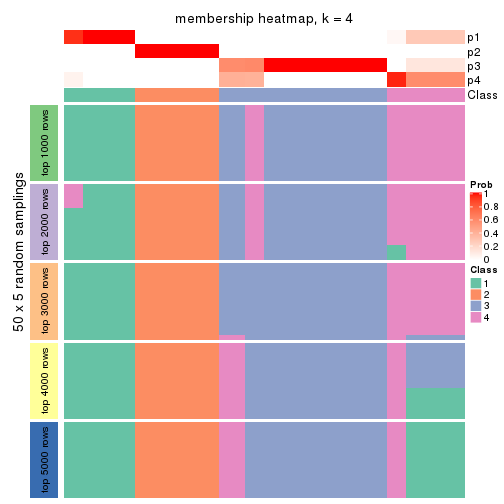 membership heatmap, k = 4
p1
p2
p3
p4
Class
50 x 5 random samplings
top 1000 rows
top 2000 rows
top 3000 rows
top 4000 rows
top 5000 rows
Prob
1
0.8
0.6
0.4
0.2
0
Class
1
2
3
4